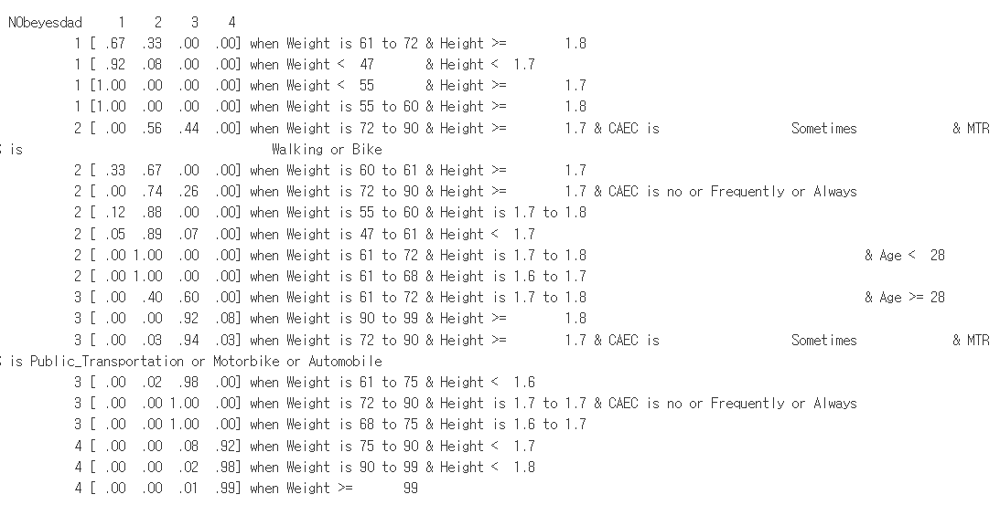 NObeyesdad    1    2    3    4
1 [ .67  .33  .00  .00] when Weight is 61 to 72 & Height >=        1.8
1 [ .92  .08  .00  .00] when Weight <  47       & Height <  1.7
1 [1.00  .00  .00  .00] when Weight <  55       & Height >=        1.7
1 [1.00  .00  .00  .00] when Weight is 55 to 60 & Height >=        1.8
2 [ .00  .56  .44  .00] when Weight is 72 to 90 & Height >=        1.7 & CAEC is                  Sometimes             & MTR
is                                  Walking or Bike
2 [ .33  .67  .00  .00] when Weight is 60 to 61 & Height >=        1.7
2 [ .00  .74  .26  .00] when Weight is 72 to 90 & Height >=        1.7 & CAEC is no or Frequently or Always
2 [ .12  .88  .00  .00] when Weight is 55 to 60 & Height is 1.7 to 1.8
2 [ .05  .89  .07  .00] when Weight is 47 to 61 & Height <  1.7
2 [ .00 1.00  .00  .00] when Weight is 61 to 72 & Height is 1.7 to 1.8                                      & Age <  28
2 [ .00 1.00  .00  .00] when Weight is 61 to 68 & Height is 1.6 to 1.7
3 [ .00  .40  .60  .00] when Weight is 61 to 72 & Height is 1.7 to 1.8                                      & Age >= 28
3 [ .00  .00  .92  .08] when Weight is 90 to 99 & Height >=        1.8
3 [ .00  .03  .94  .03] when Weight is 72 to 90 & Height >=        1.7 & CAEC is                  Sometimes             & MTR
is Public_Transportation or Motorbike or Automobile
3 [ .00  .02  .98  .00] when Weight is 61 to 75 & Height <  1.6
3 [ .00  .00 1.00  .00] when Weight is 72 to 90 & Height is 1.7 to 1.7 & CAEC is no or Frequently or Always
3 [ .00  .00 1.00  .00] when Weight is 68 to 75 & Height is 1.6 to 1.7
4 [ .00  .00  .08  .92] when Weight is 75 to 90 & Height <  1.7
4 [ .00  .00  .02  .98] when Weight is 90 to 99 & Height <  1.8
4 [ .00  .00  .01  .99] when Weight >=       99